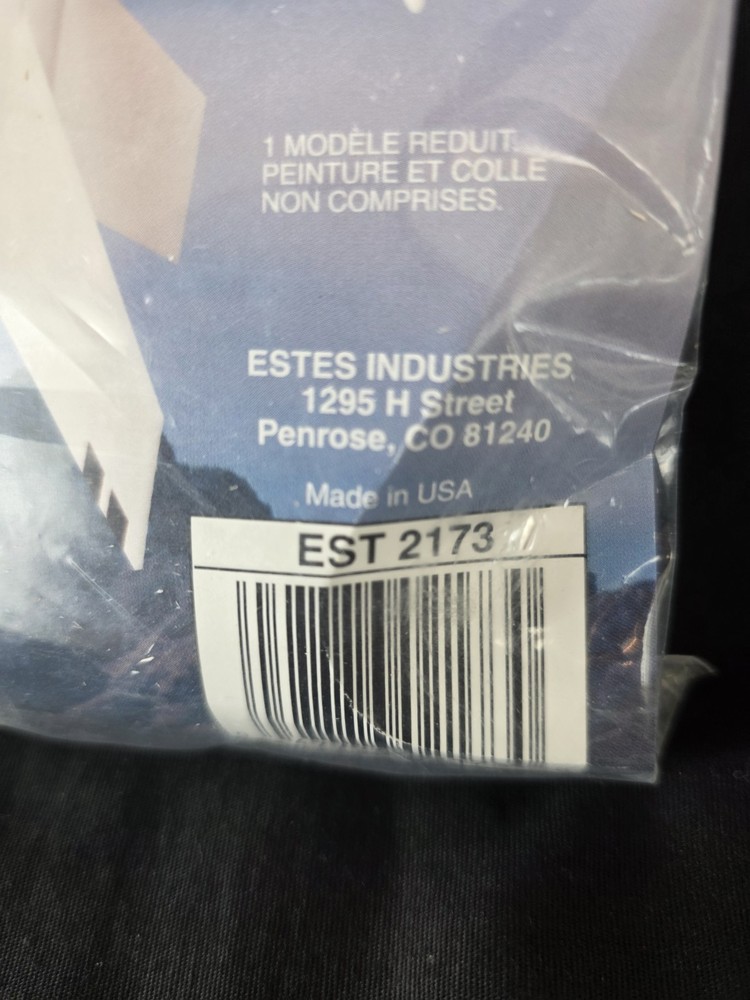 1 MODÈLE REDUIT.
PEINTURE ET COLLE
NON COMPRISES.
ESTES INDUSTRIES
1295 H Street
Penrose, CO 81240
Made in USA
EST 2173